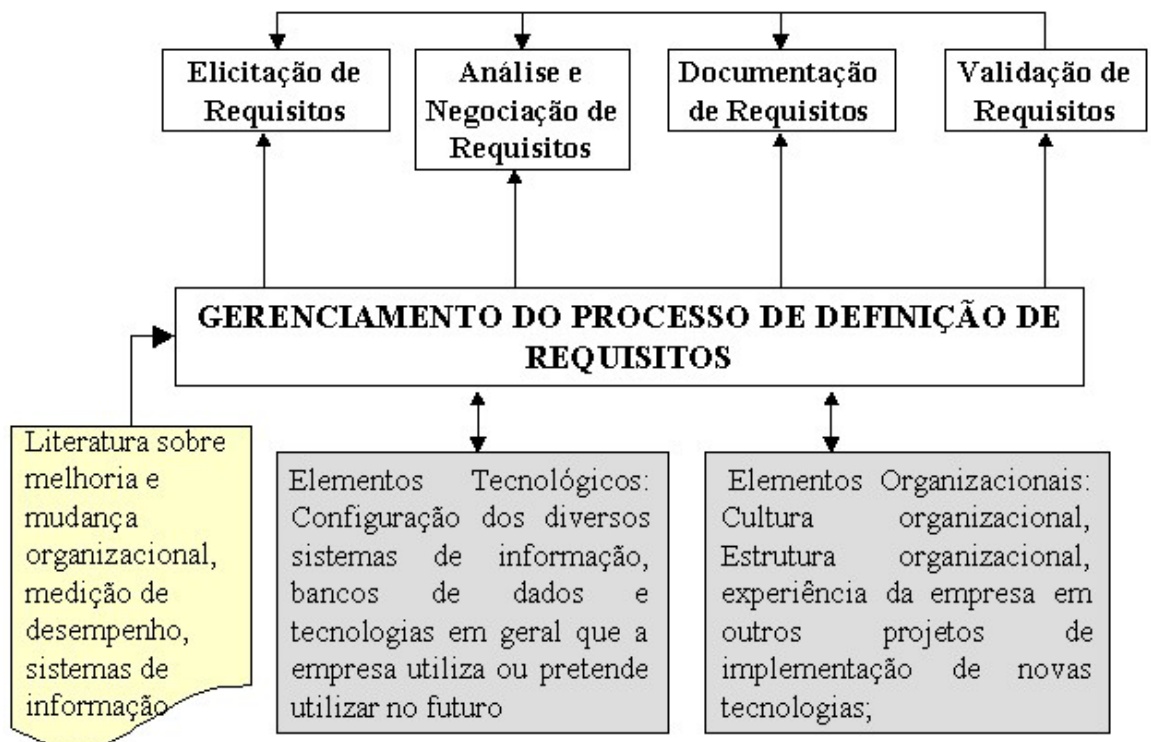 Elicitação de
Requisitos
Análise e
Negociação de
Requisitos
Documentação
de Requisitos
Validação de
Requisitos
GERENCIAMENTO DO PROCESSO DE DEFINIÇÃO DE
REQUISITOS
Literatura sobre
melhoria e
mudança
organizacional,
medição de
desempenho,
sistemas de
informação
Elementos Tecnológicos:
Configuração dos diversos
sistemas de informação,
bancos de dados e
tecnologias em geral que a
empresa utiliza ou pretende
utilizar no futuro
Elementos Organizacionais:
Cultura organizacional,
Estrutura organizacional,
experiência da empresa em
outros projetos de
implementação de novas
tecnologias;